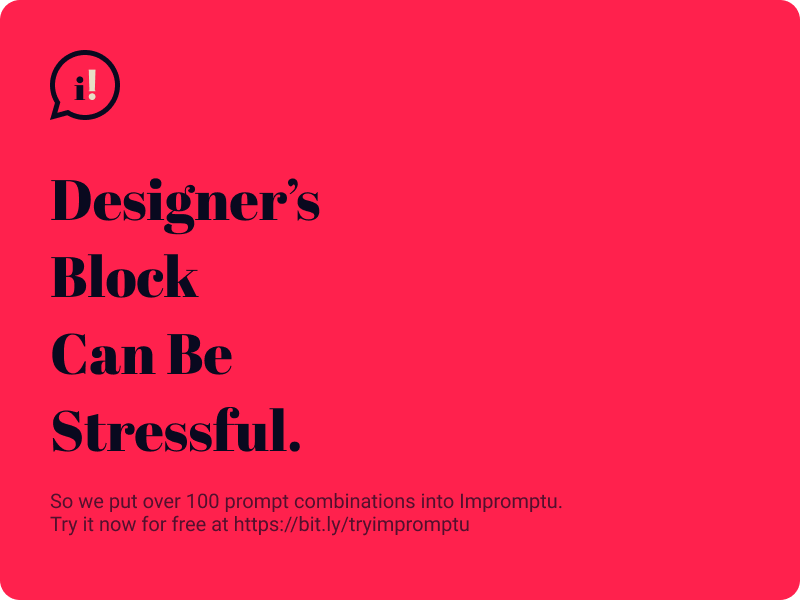 i!
Designer’s
Block
Can Be
Stressful.
So we put over 100 prompt combinations into Impromptu.
Try it now for free at https://bit.ly/tryimpromptu